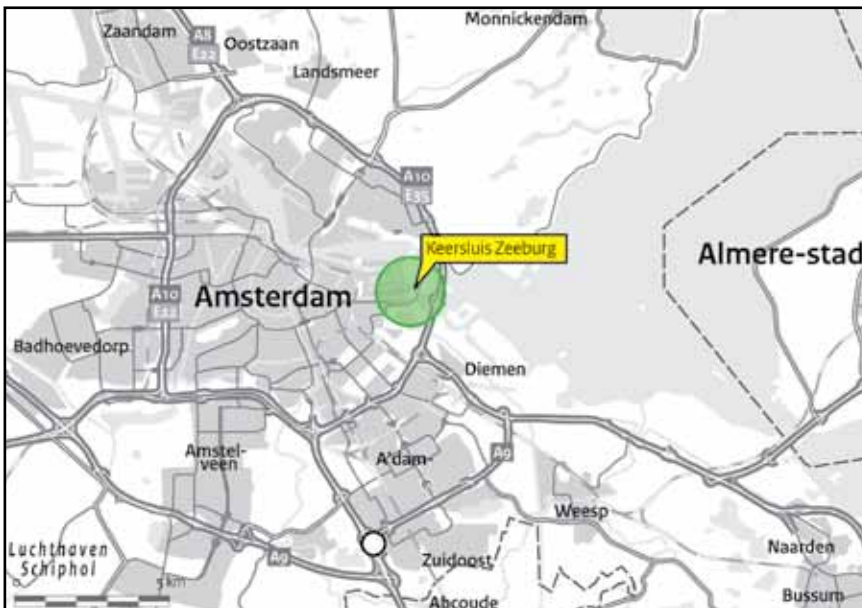 Monnickendam
Zaandam
A8
E22
Oostzaan
Landsmeer
A10
E35
Keersluis Zeeburg
Almere-stad
A10
E22
Amsterdam
Badhoevedorp
Diemen
Amstel-
veen
A'dam-
A9
Weesp
Luchthaven
Schiphol
A9
Zuidoost
Naarden
5 km
Abcoude
Bussum